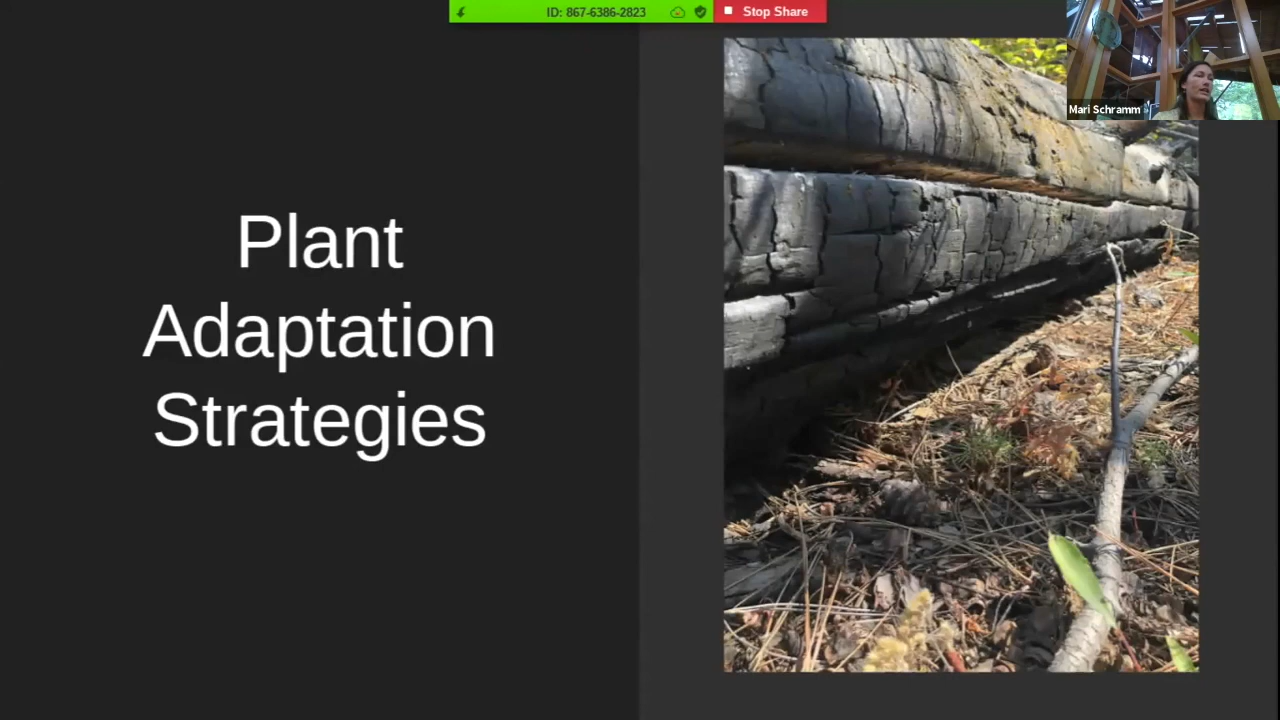 ID: 867-6386-2823
Stop Share
Mari Schramm
Plant
Adaptation
Strategies